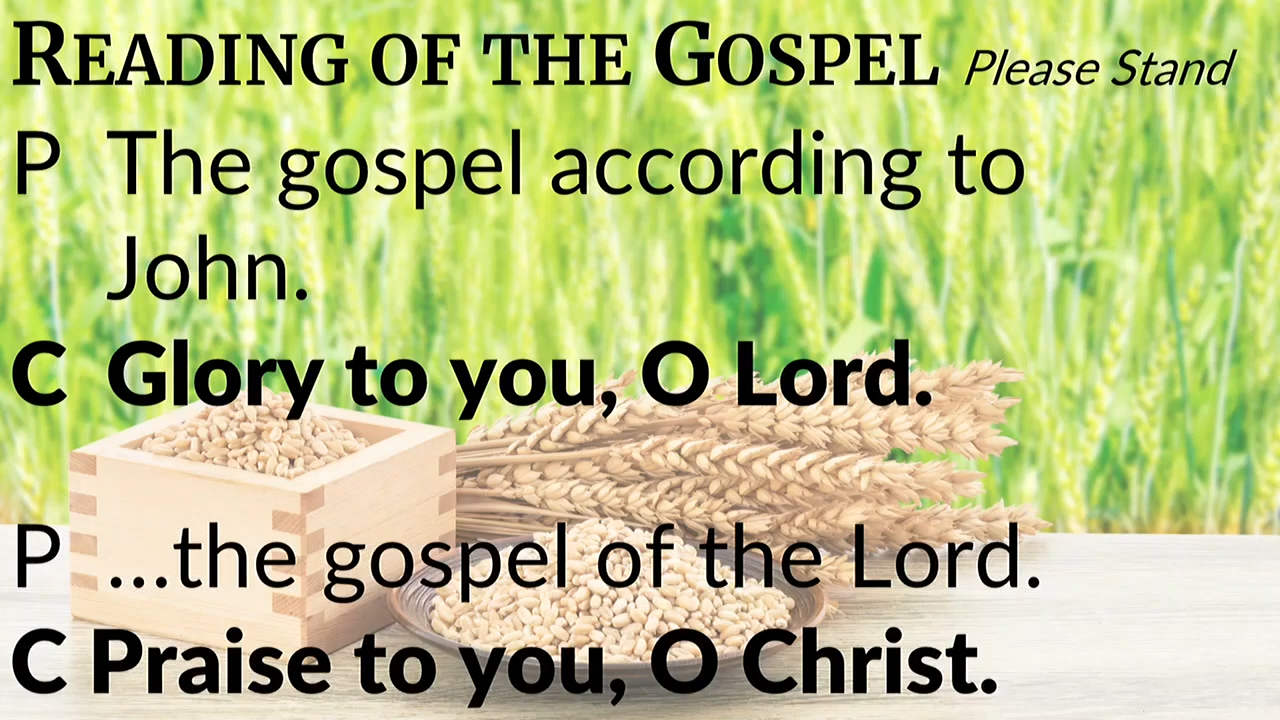 READING OF THE GOSPEL Please Stand
P The gospel according to
John.
C Glory to you, O Lord.
P ...the gospel of the Lord.
C Praise to you, O Christ.